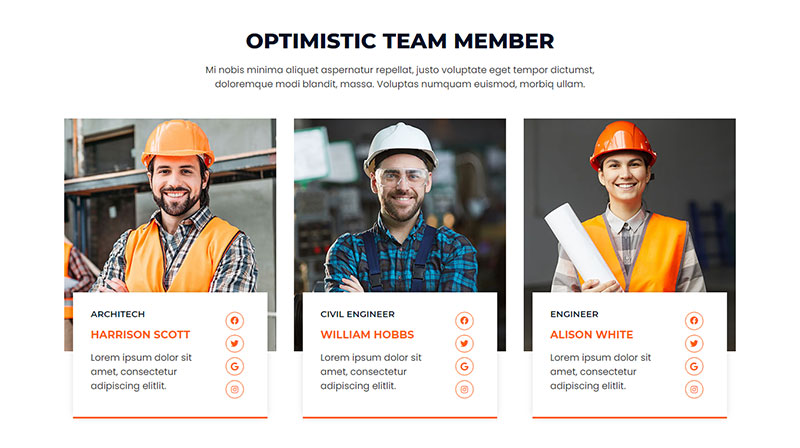 OPTIMISTIC TEAM MEMBER
Mi nobis minima aliquet aspernatur repellat, justo voluptate eget tempor dictumst,
doloremque modi blandit, massa. Voluptas numquam euismod, morbiq ullam.
ARCHITECH
HARRISON SCOTT
Lorem ipsum dolor sit
amet, consectetur
adipiscing elitlit.
CIVIL ENGINEER
WILLIAM HOBBS
Lorem ipsum dolor sit
amet, consectetur
adipiscing elitlit.
ENGINEER
ALISON WHITE
Lorem ipsum dolor sit
amet, consectetur
adipiscing elitlit.